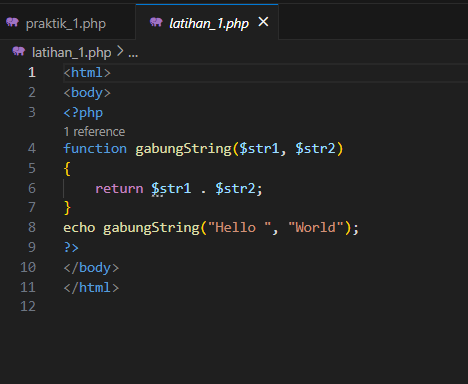 praktik_1.php latihan_1.php
latihan_1.php > ...
1 <html>
2 <body>
3 <?php
1 reference
4 function gabungString($str1, $str2)
5 {
6     return $str1 . $str2;
7 }
8 echo gabungString("Hello ", "World");
9 ?>
10 </body>
11 </html>
12